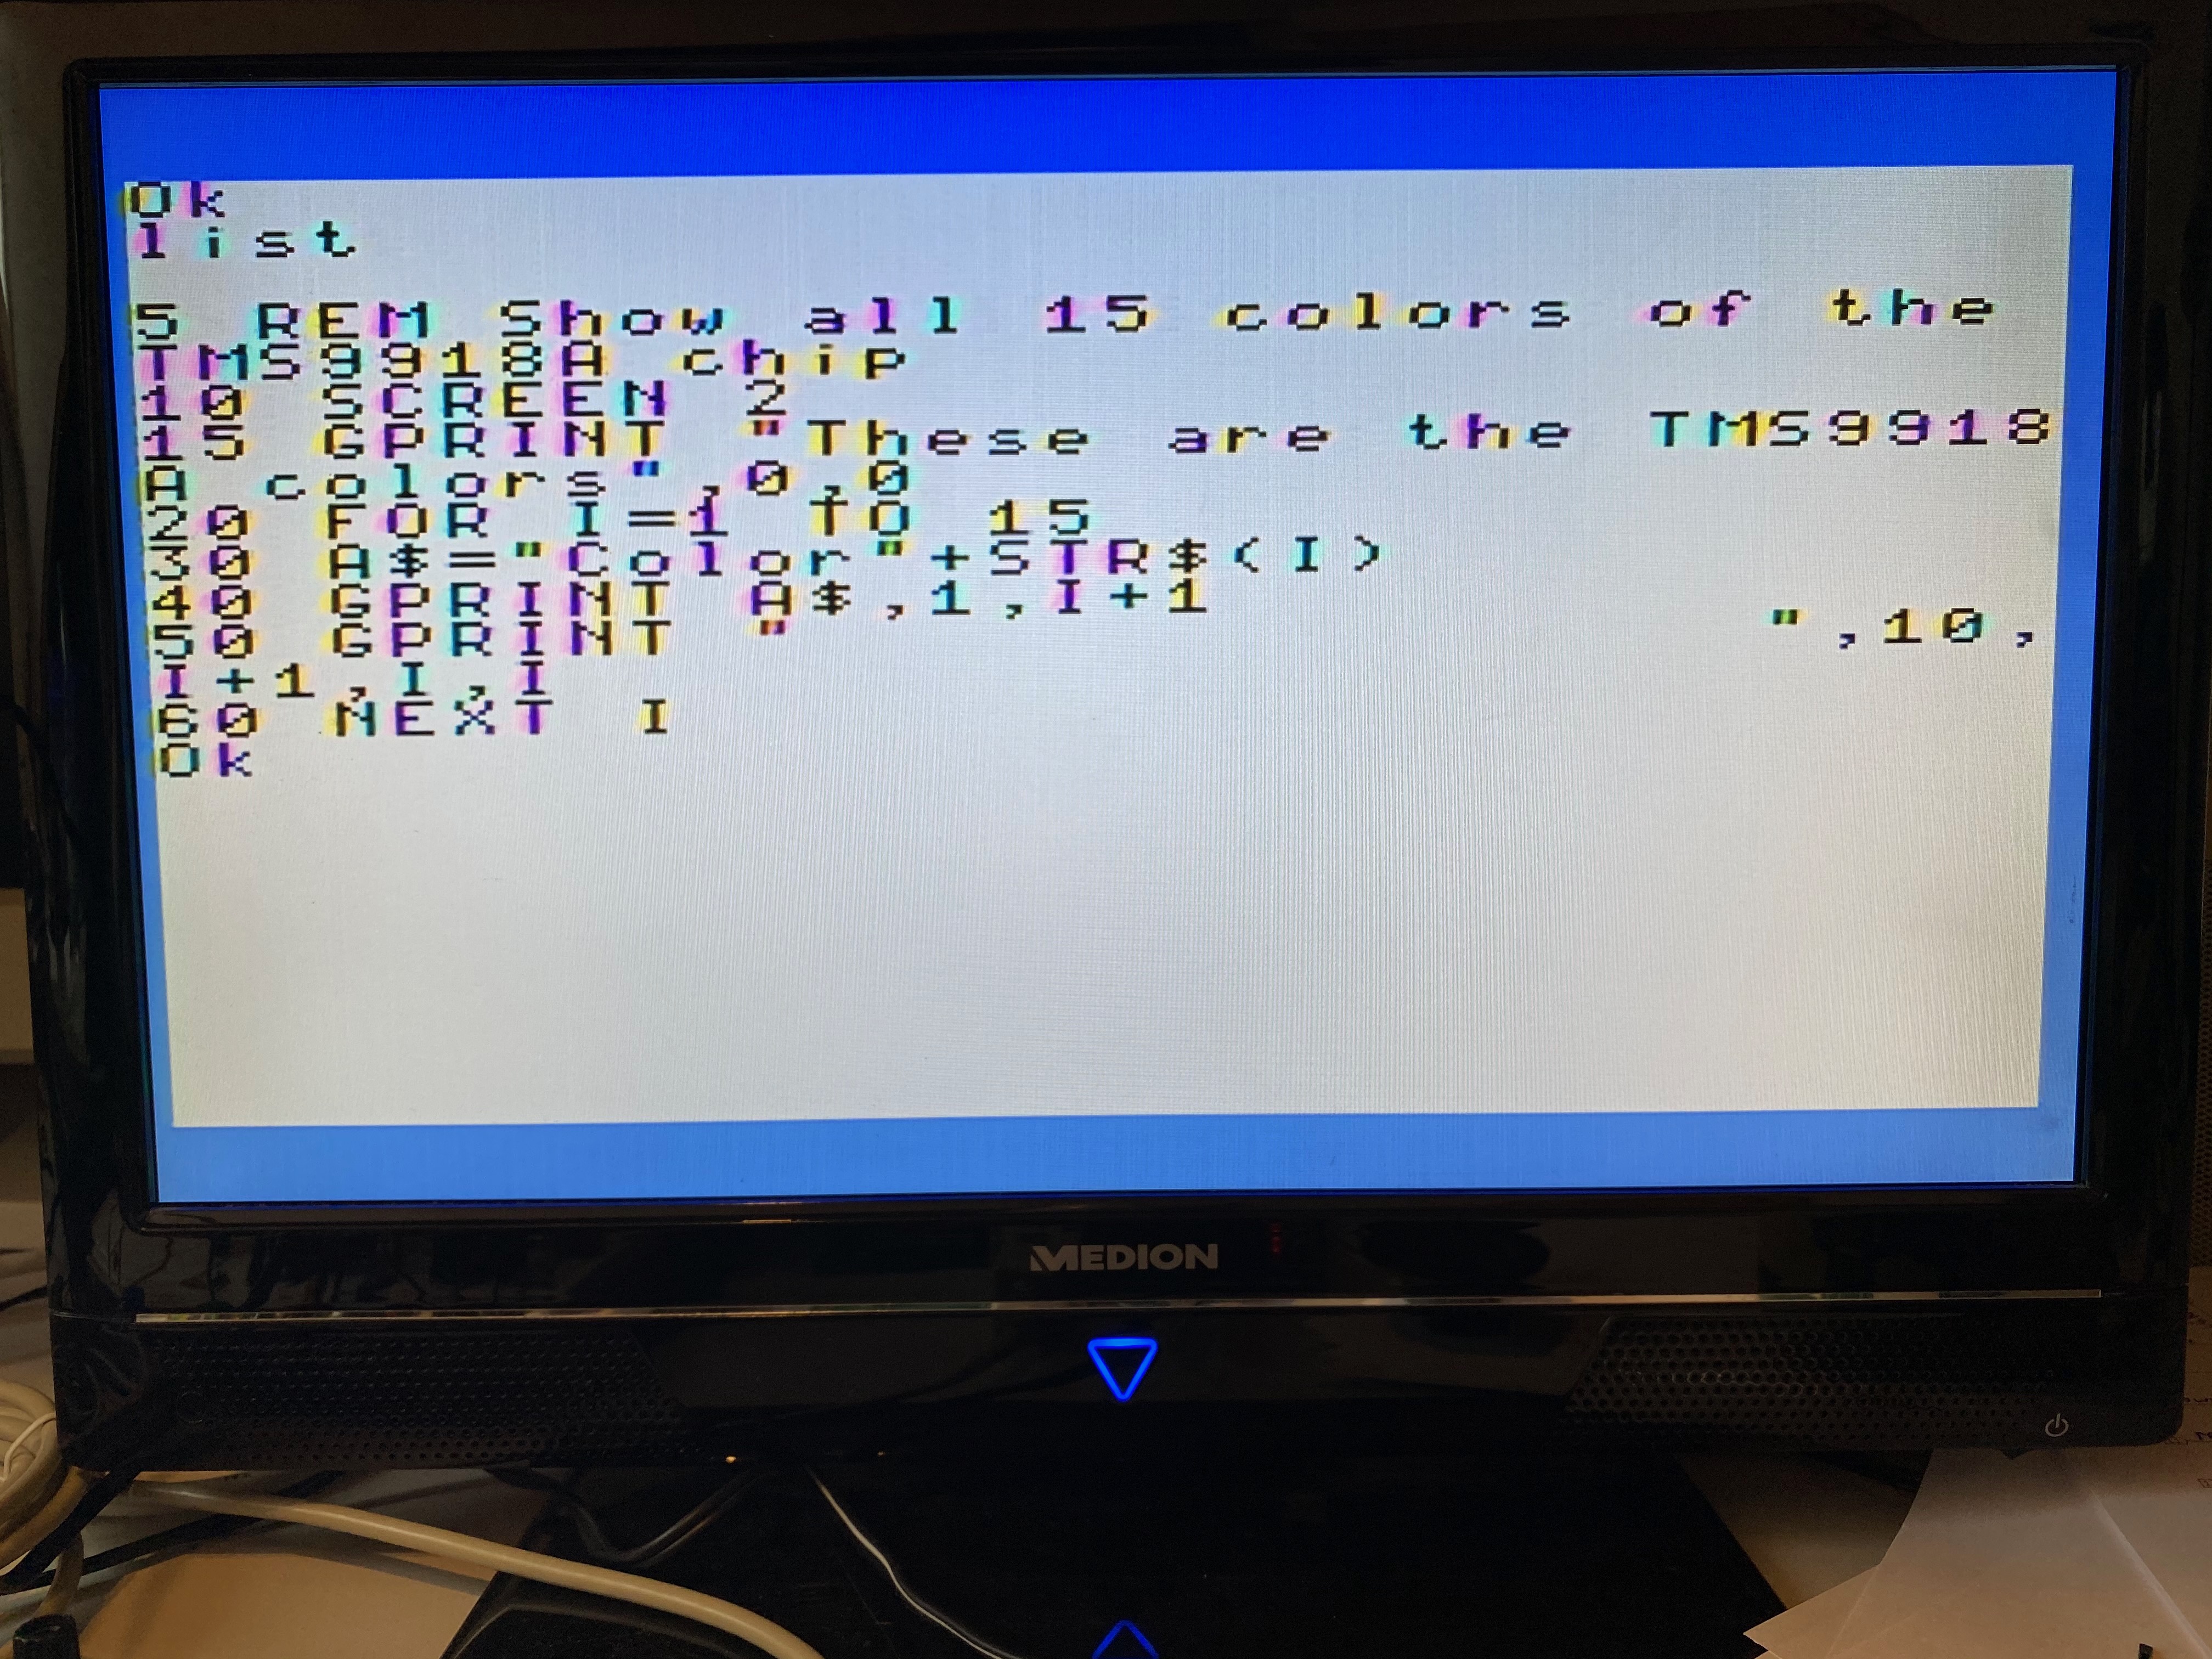 Ok
list
5 REM Show all 15 colors of the
TMS9918A chip
10 SCREEN 2
15 GPRINT "These are the TMS9918
A colors",0,0
20 FOR I=1 TO 15
30 A$="Color"+STR$(I)
40 GPRINT A$,1,I+1
50 GPRINT "                ",10,
I+1,I,I
60 NEXT I
Ok
MEDION